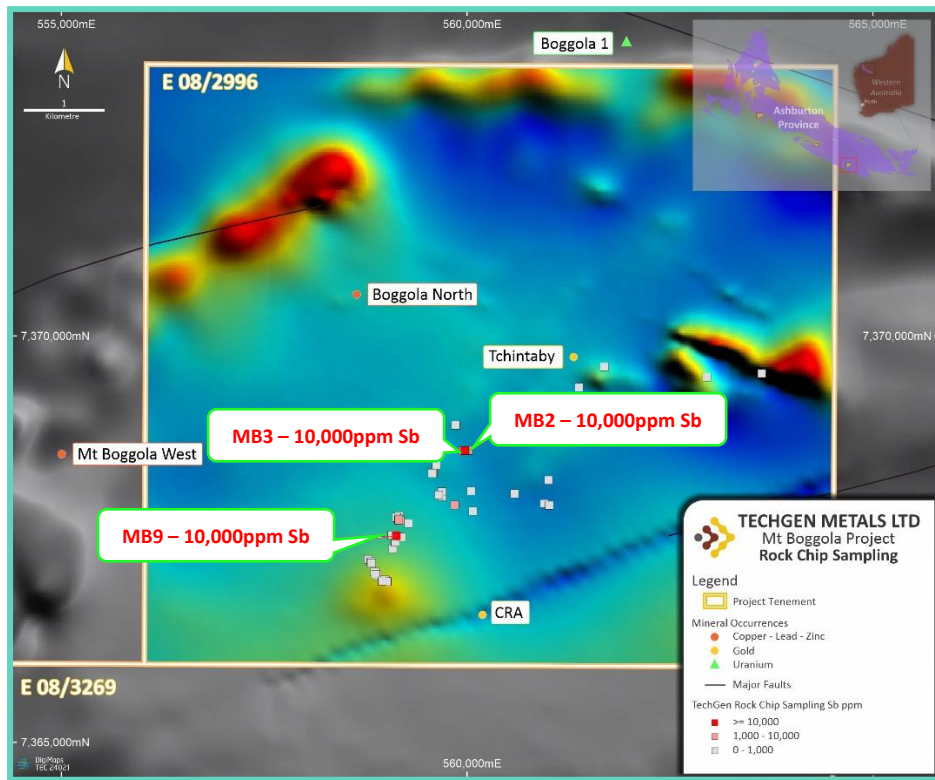 555,000mE
560,000mE
565,000mE
N
1
Kilometre
E 08/2996
Boggola 1
Ashburton
Province
Western
Australia
Perth
Boggola North
7,370,000mN
7,370,000mN
Tchintaby
MB3 – 10,000ppm Sb
MB2 – 10,000ppm Sb
Mt Boggola West
MB9 – 10,000ppm Sb
CRA
E 08/3269
7,365,000mN
DigiMaps
TEC 24021
560,000mE
TECHGEN METALS LTD
Mt Boggola Project
Rock Chip Sampling
Legend
Project Tenement
Mineral Occurrences
Copper - Lead - Zinc
Gold
Uranium
Major Faults
TechGen Rock Chip Sampling Sb ppm
>= 10,000
1,000 - 10,000
0 - 1,000